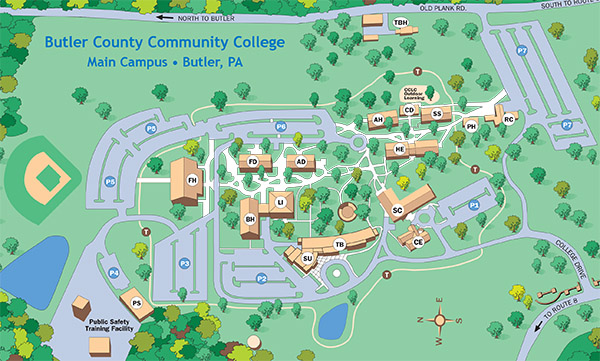 OLD PLANK RD.
SOUTH TO ROUTE 8
NORTH TO BUTLER
TBH
Butler County Community College
Main Campus • Butler, PA
P7
T
CCLC
Outdoor
Learning
CD
AH
SS
PH
RC
P5
P6
P7
HE
T
FD
AD
P5
FH
LI
SC
P1
BH
CE
T
TB
SU
COLLEGE DRIVE
P3
P4
P2
T
PS
TO ROUTE 8
Public Safety
Training Facility
N
E
W
S